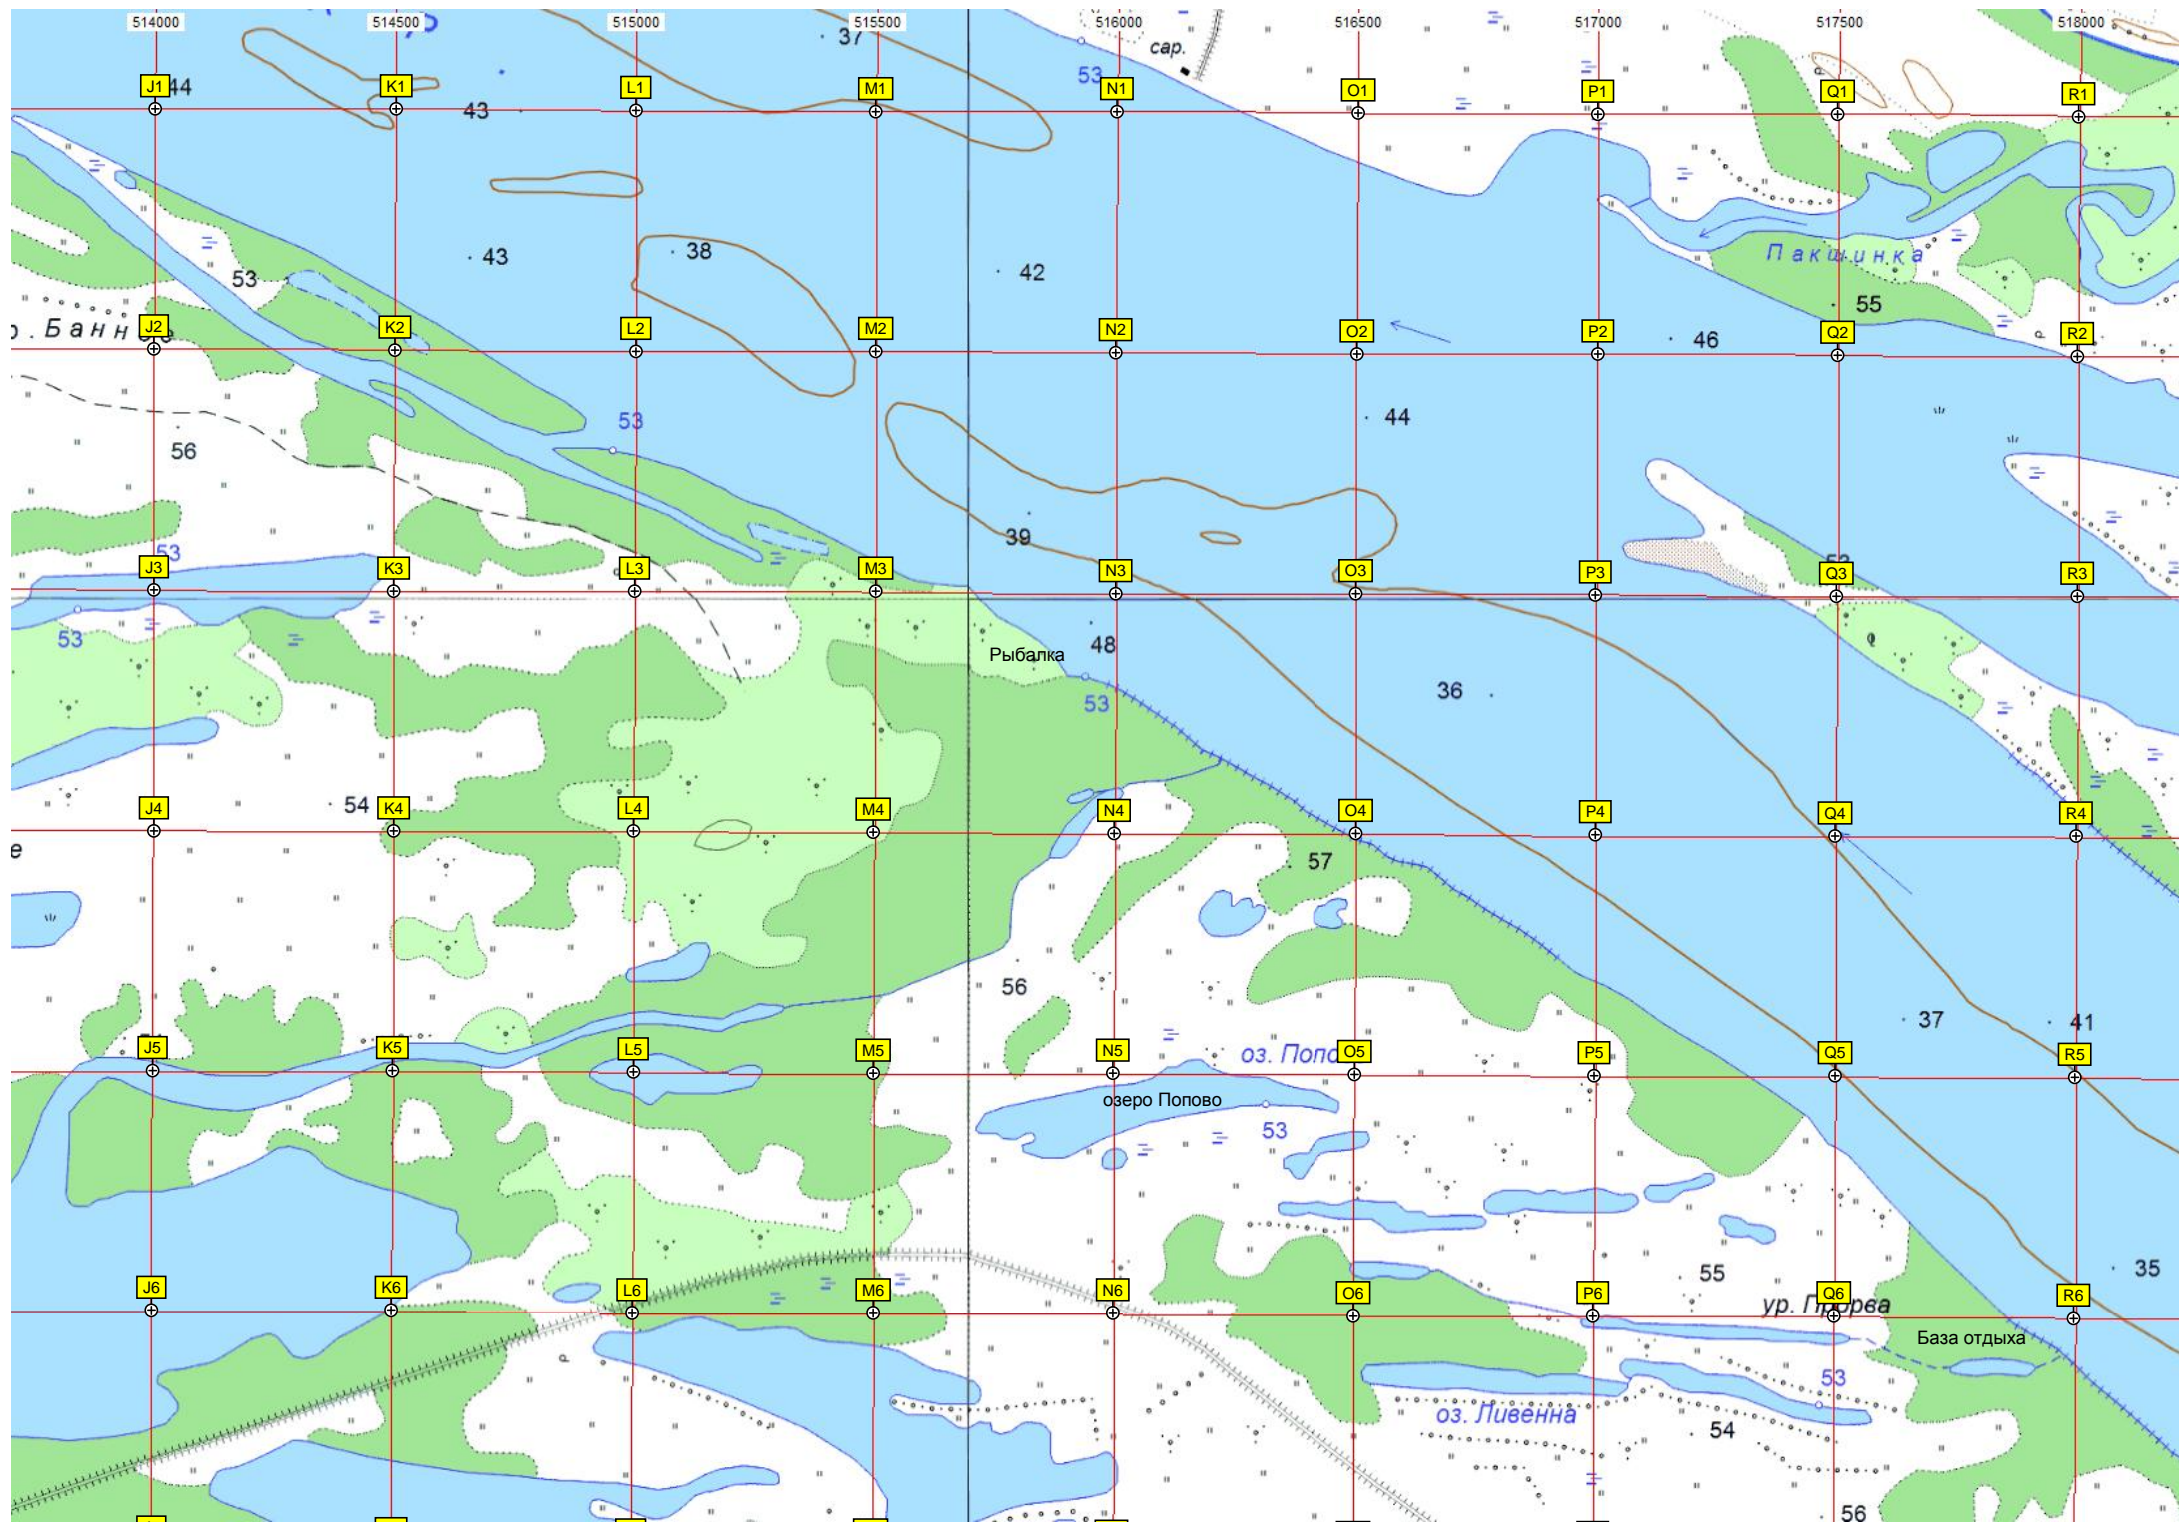 514000 514500 515000 515500 516000 516500 517000 517500 518000
37
сар.
53
44
J1 K1 L1 M1 N1 O1 P1 Q1 R1
43
43 38 42
Пакшинка
53
55
Банн
J2 K2 L2 M2 N2 O2 P2 Q2 R2
46
53
44
56
39
53
53
J3 K3 L3 M3 N3 O3 P3 Q3 R3
53
48
Рыбалка
36
53
54
J4 K4 L4 M4 N4 O4 P4 Q4 R4
е
57
56
37 41
J5 K5 L5 M5 N5 O5 P5 Q5 R5
оз. Попо
озеро Попово
53
55
35
J6 K6 L6 M6 N6 O6 P6 Q6 R6
ур. Прорва
База отдыха
53
оз. Ливенна
54
56